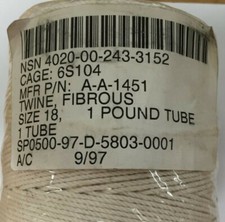 NSN 4020-00-243-3152
CAGE: 6S104
MFR P/N: A-A-1451
TWINE, FIBROUS
SIZE 18, 1 POUND TUBE
1 TUBE
SP0500-97-D-5803-0001
A/C 9/97